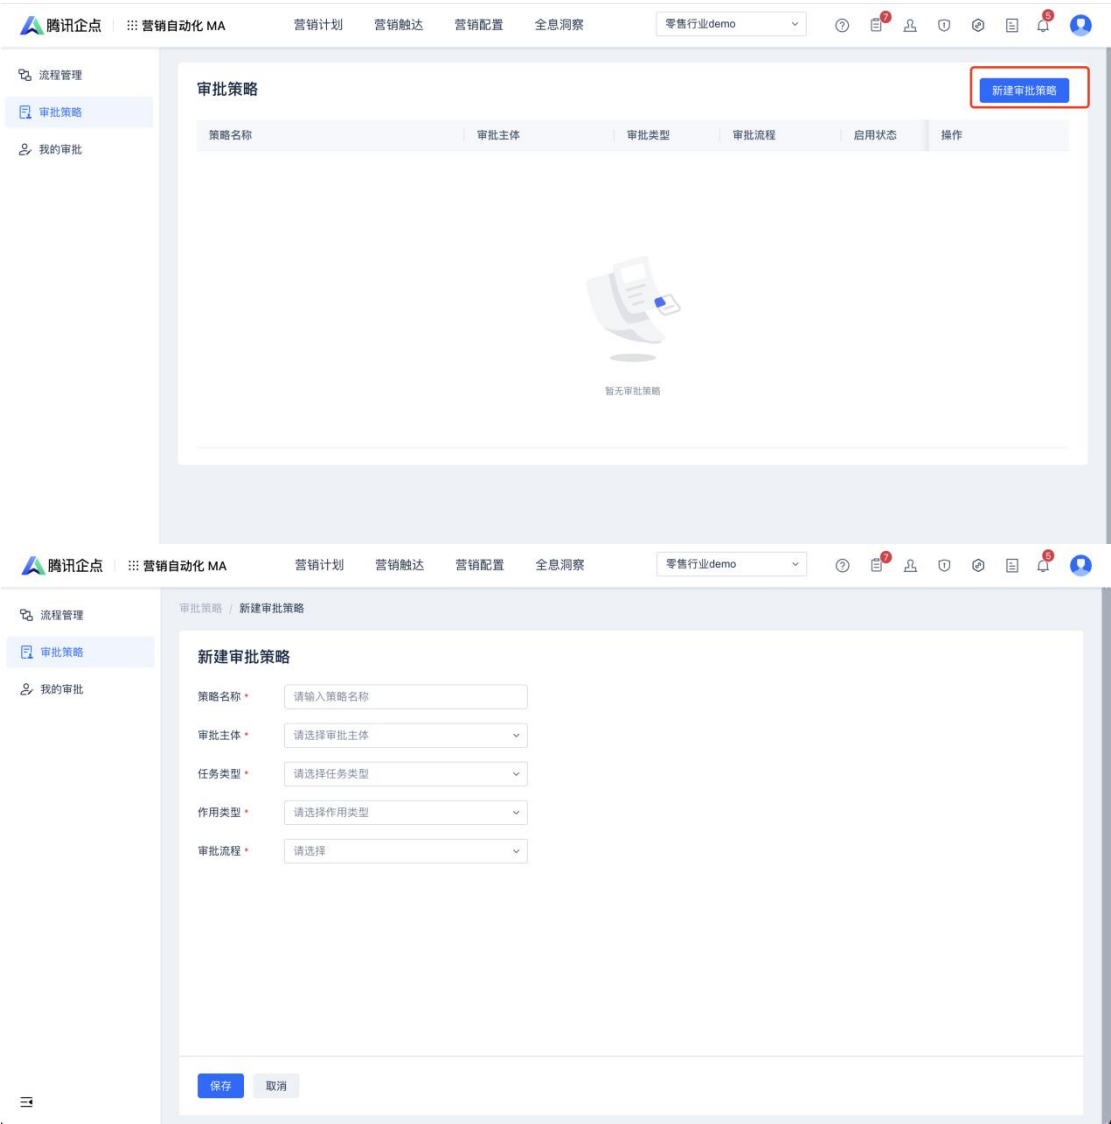 腾讯企点 营销自动化 MA 营销计划 营销触达 营销配置 全息洞察 零售行业demo 7 5
流程管理
审批策略
我的审批
审批策略 新建审批策略
策略名称 审批主体 审批类型 审批流程 启用状态 操作
暂无审批策略
腾讯企点 营销自动化 MA 营销计划 营销触达 营销配置 全息洞察 零售行业demo 7 5
流程管理
审批策略
我的审批
审批策略 / 新建审批策略
新建审批策略
策略名称 * 请输入策略名称
审批主体 * 请选择审批主体
任务类型 * 请选择任务类型
作用类型 * 请选择作用类型
审批流程 * 请选择
保存 取消